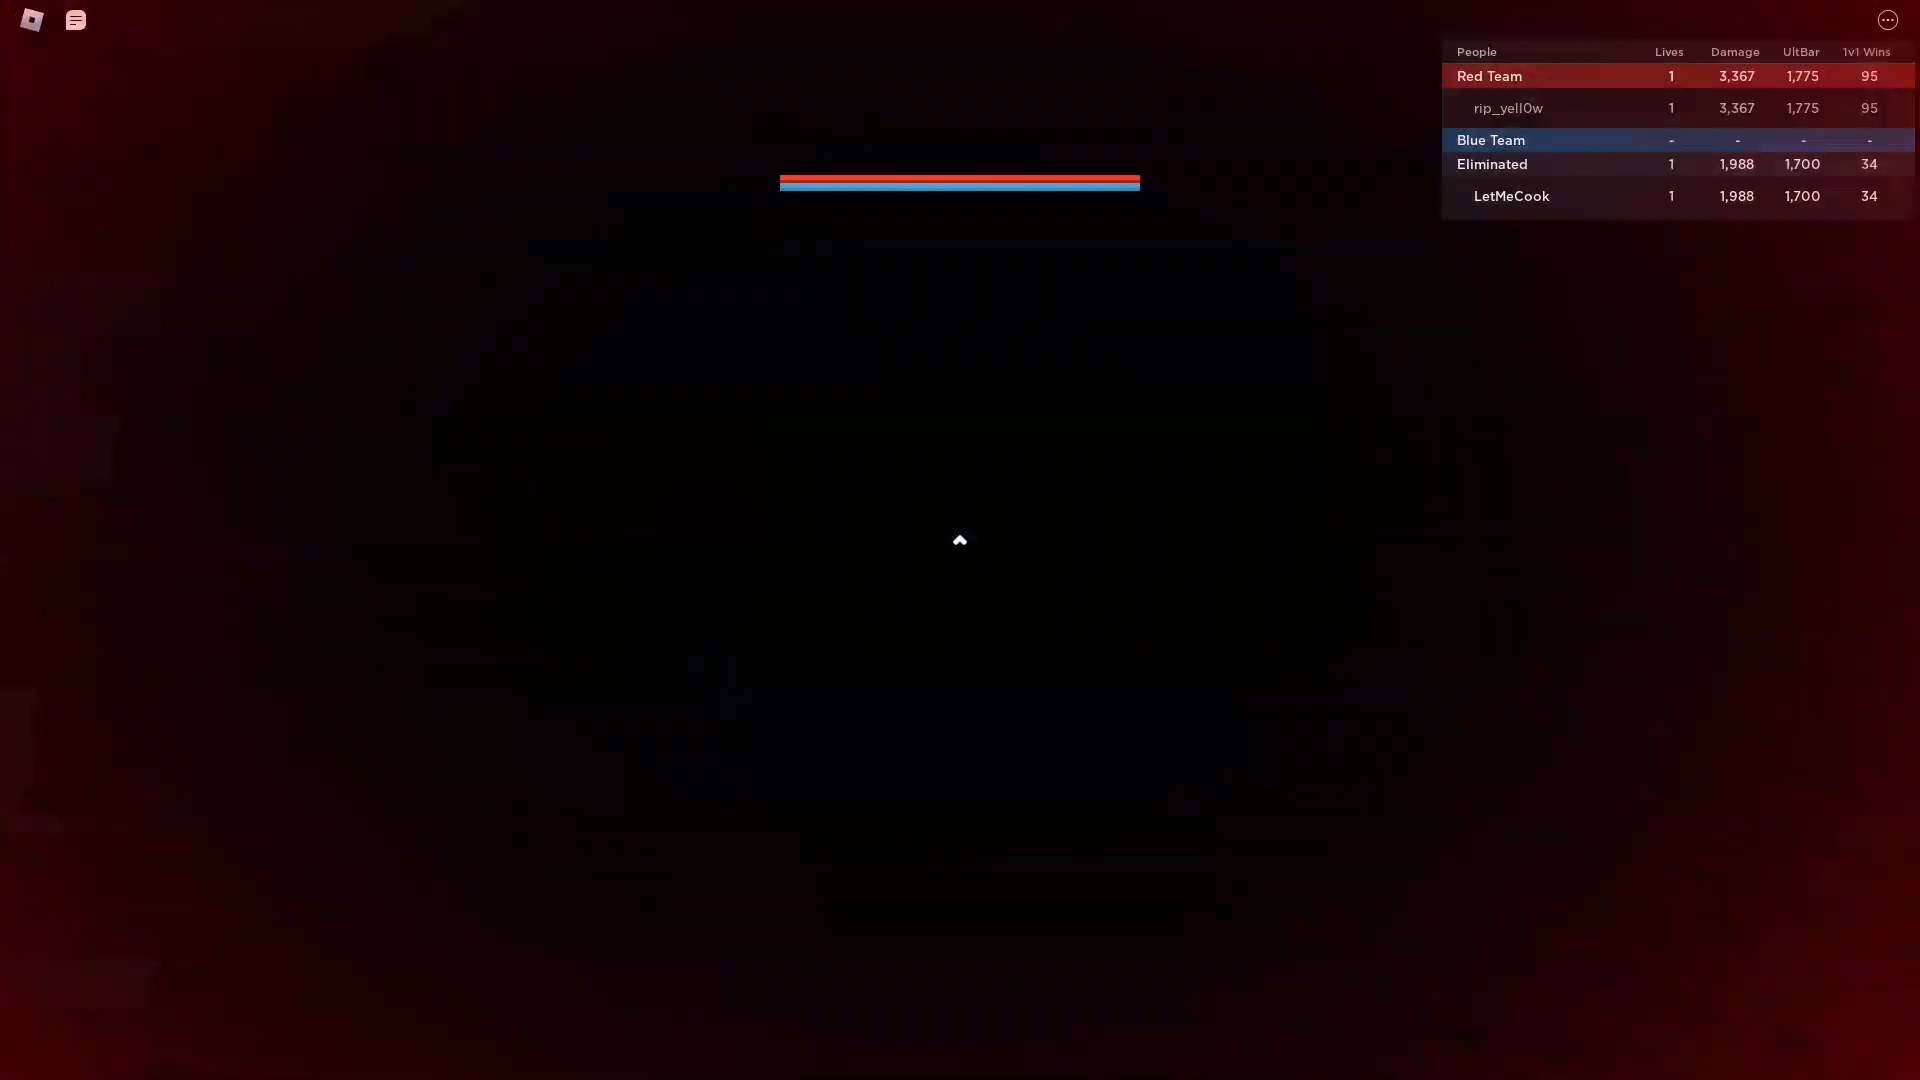 People Lives Damage UltBar 1v1 Wins
Red Team 1 3,367 1,775 95
rip_yell0w 1 3,367 1,775 95
Blue Team - - - -
Eliminated 1 1,988 1,700 34
LetMeCook 1 1,988 1,700 34